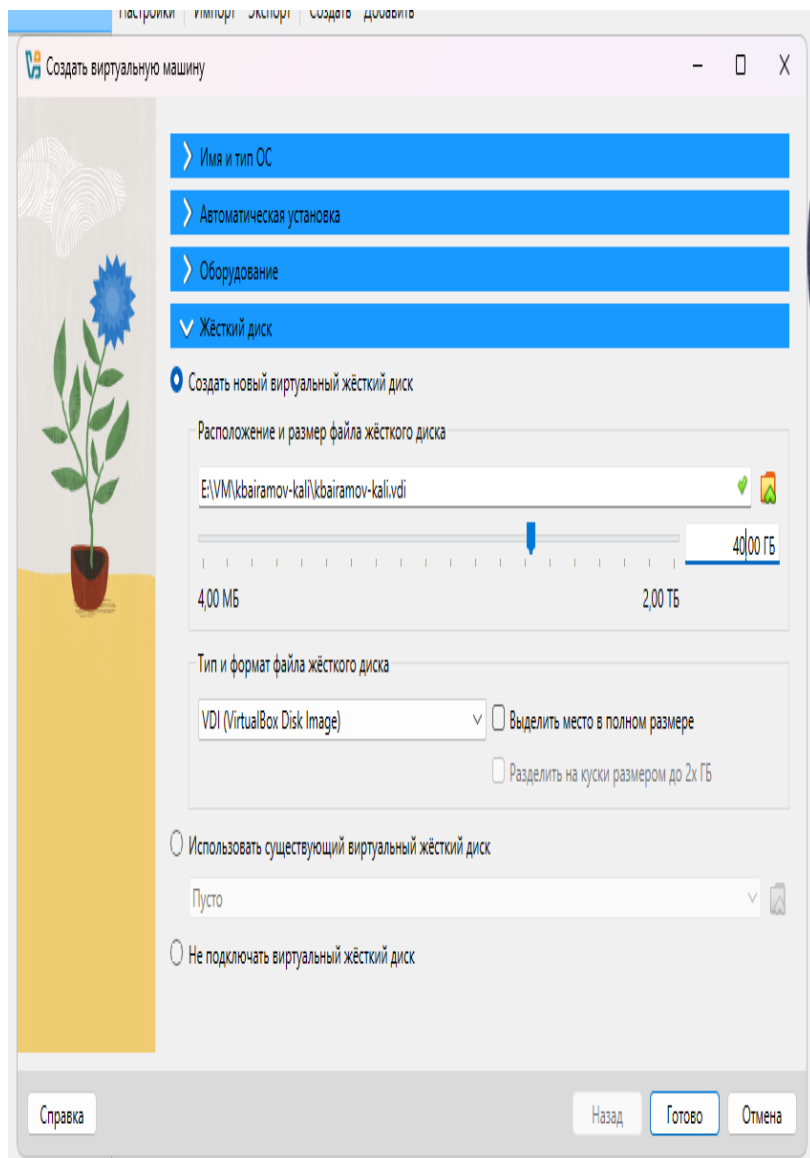 Настройки Импорт Экспорт Создать Добавить
Создать виртуальную машину
Имя и тип ОС
Автоматическая установка
Оборудование
Жёсткий диск
Создать новый виртуальный жёсткий диск
Расположение и размер файла жёсткого диска
E:\VM\kbairamov-kali\kbairamov-kali.vdi
40,00 ГБ
4,00 МБ 2,00 ТБ
Тип и формат файла жёсткого диска
VDI (VirtualBox Disk Image) Выделить место в полном размере
Разделить на куски размером до 2х ГБ
Использовать существующий виртуальный жёсткий диск
Пусто
Не подключать виртуальный жёсткий диск
Справка Назад Готово Отмена